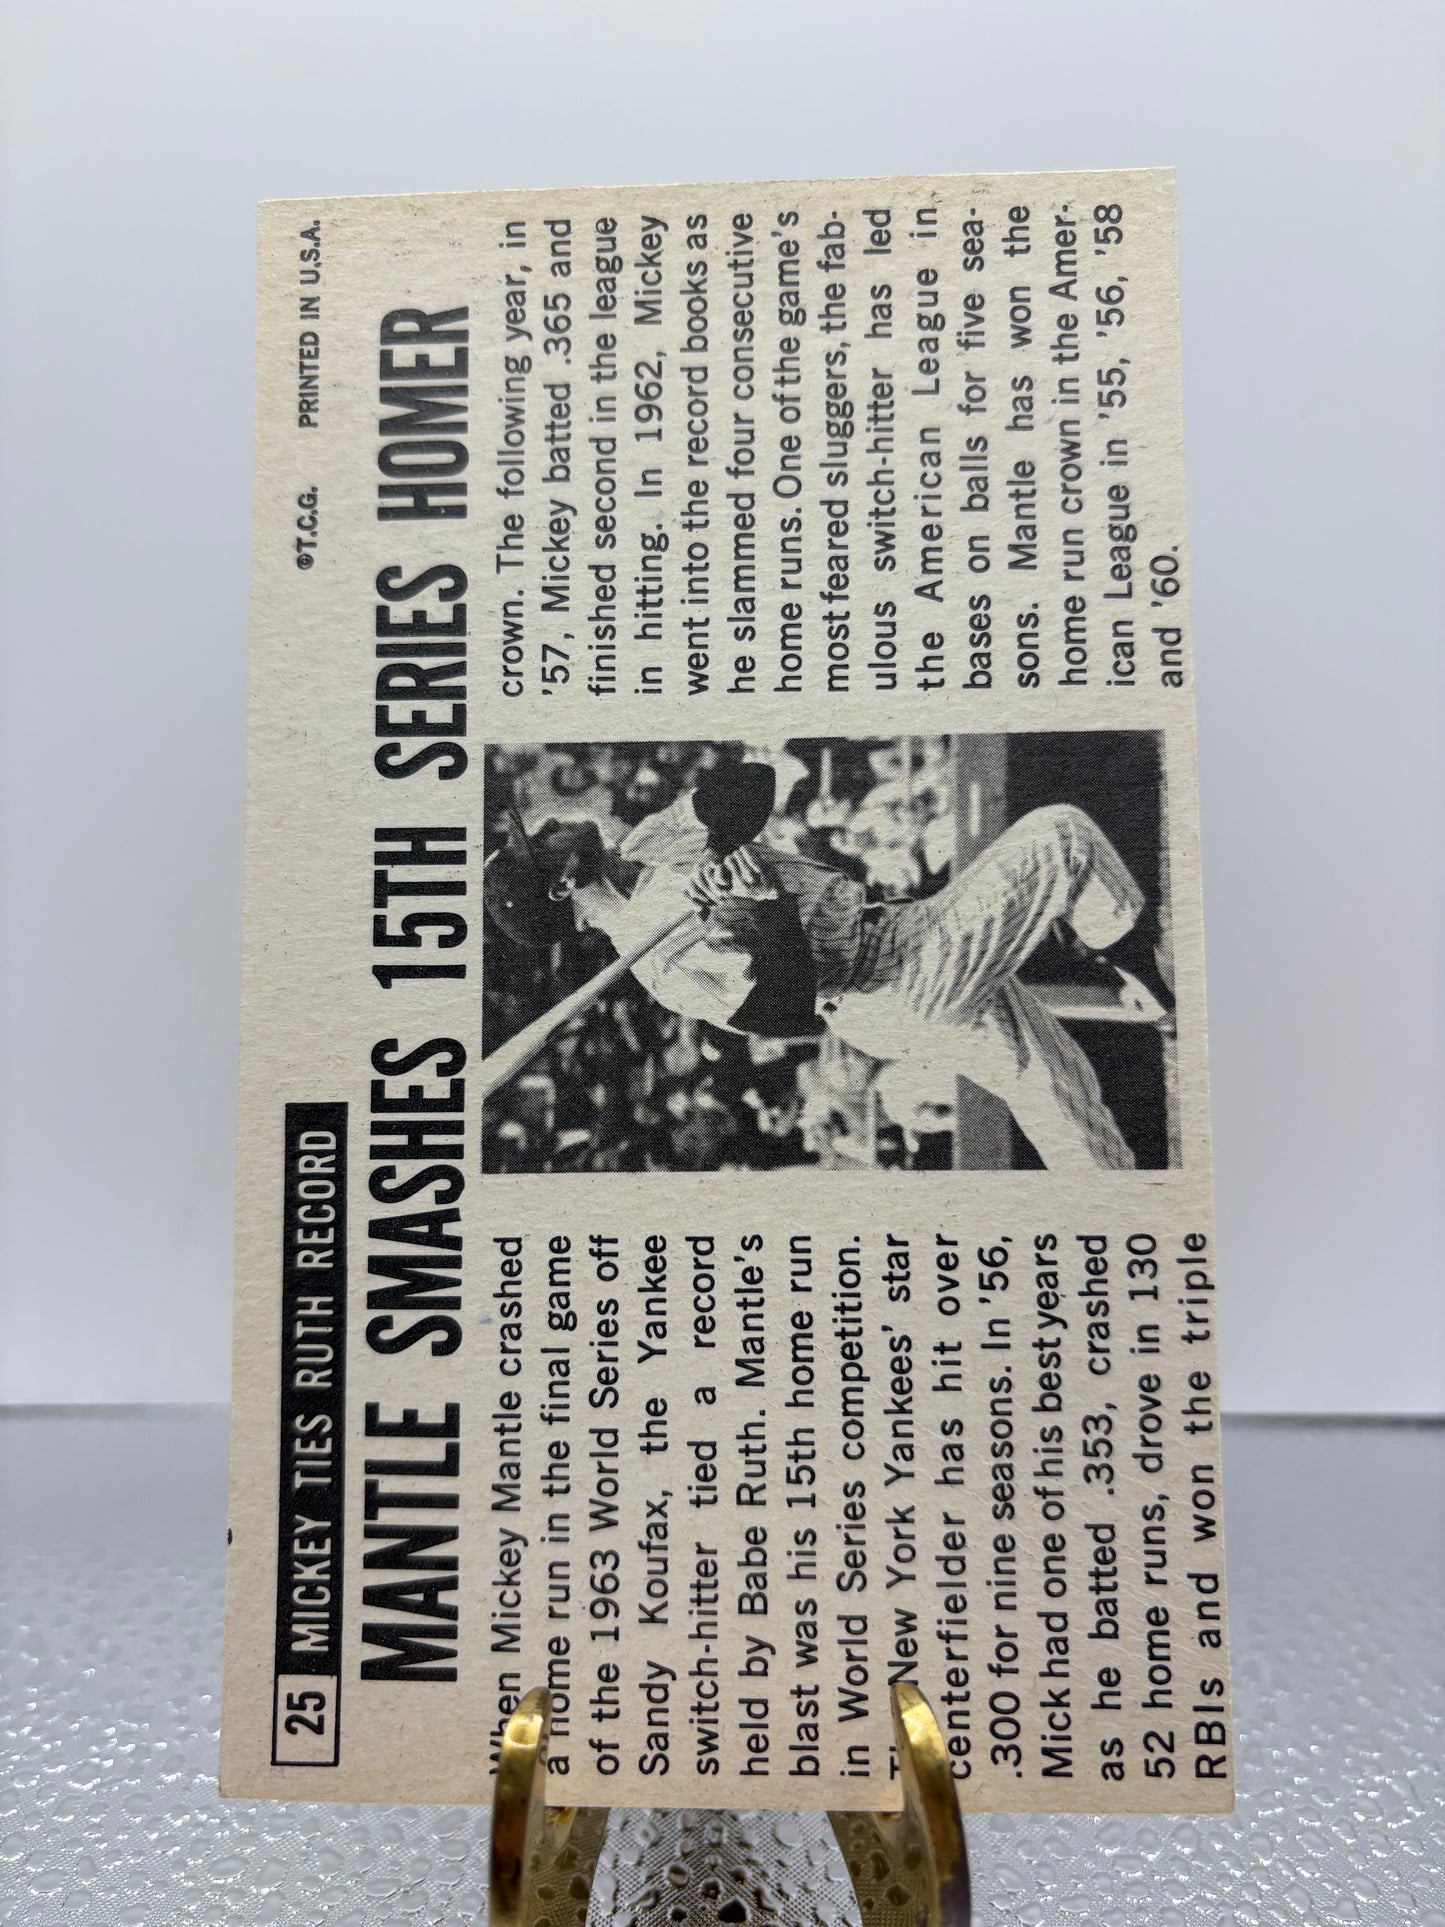 25 MICKEY TIES RUTH RECORD ©T.C.G. PRINTED IN U.S.A.
MANTLE SMASHES 15TH SERIES HOMER
When Mickey Mantle crashed
a home run in the final game
of the 1963 World Series off
Sandy Koufax, the Yankee
switch-hitter tied a record
held by Babe Ruth. Mantle's
blast was his 15th home run
in World Series competition.
The New York Yankees' star
centerfielder has hit over
.300 for nine seasons. In '56,
Mick had one of his best years
as he batted .353, crashed
52 home runs, drove in 130
RBIs and won the triple
crown. The following year, in
'57, Mickey batted .365 and
finished second in the league
in hitting. In 1962, Mickey
went into the record books as
he slammed four consecutive
home runs. One of the game's
most feared sluggers, the fab-
ulous switch-hitter has led
the American League in
bases on balls for five sea-
sons. Mantle has won the
home run crown in the Amer-
ican League in '55, '56, '58
and '60.